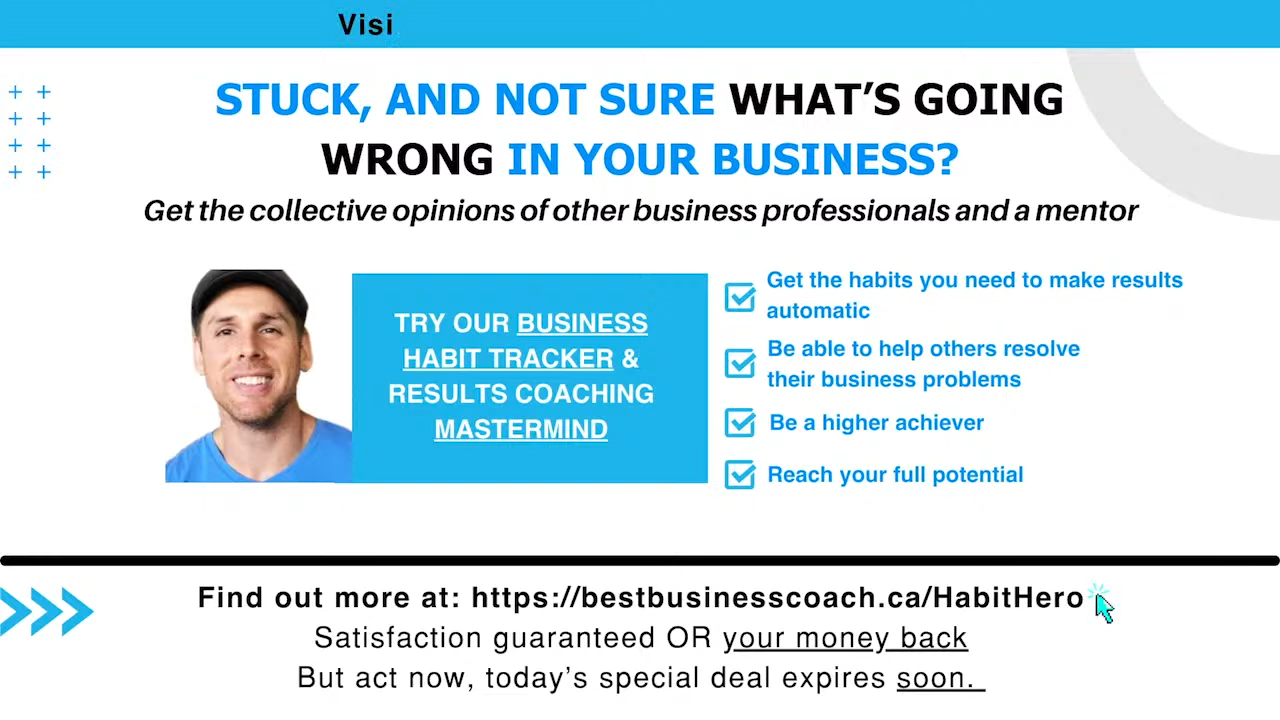 Visi
STUCK, AND NOT SURE WHAT’S GOING
WRONG IN YOUR BUSINESS?
Get the collective opinions of other business professionals and a mentor
TRY OUR BUSINESS
HABIT TRACKER &
RESULTS COACHING
MASTERMIND
Get the habits you need to make results
automatic
Be able to help others resolve
their business problems
Be a higher achiever
Reach your full potential
Find out more at: https://bestbusinesscoach.ca/HabitHero
Satisfaction guaranteed OR your money back
But act now, today’s special deal expires soon.